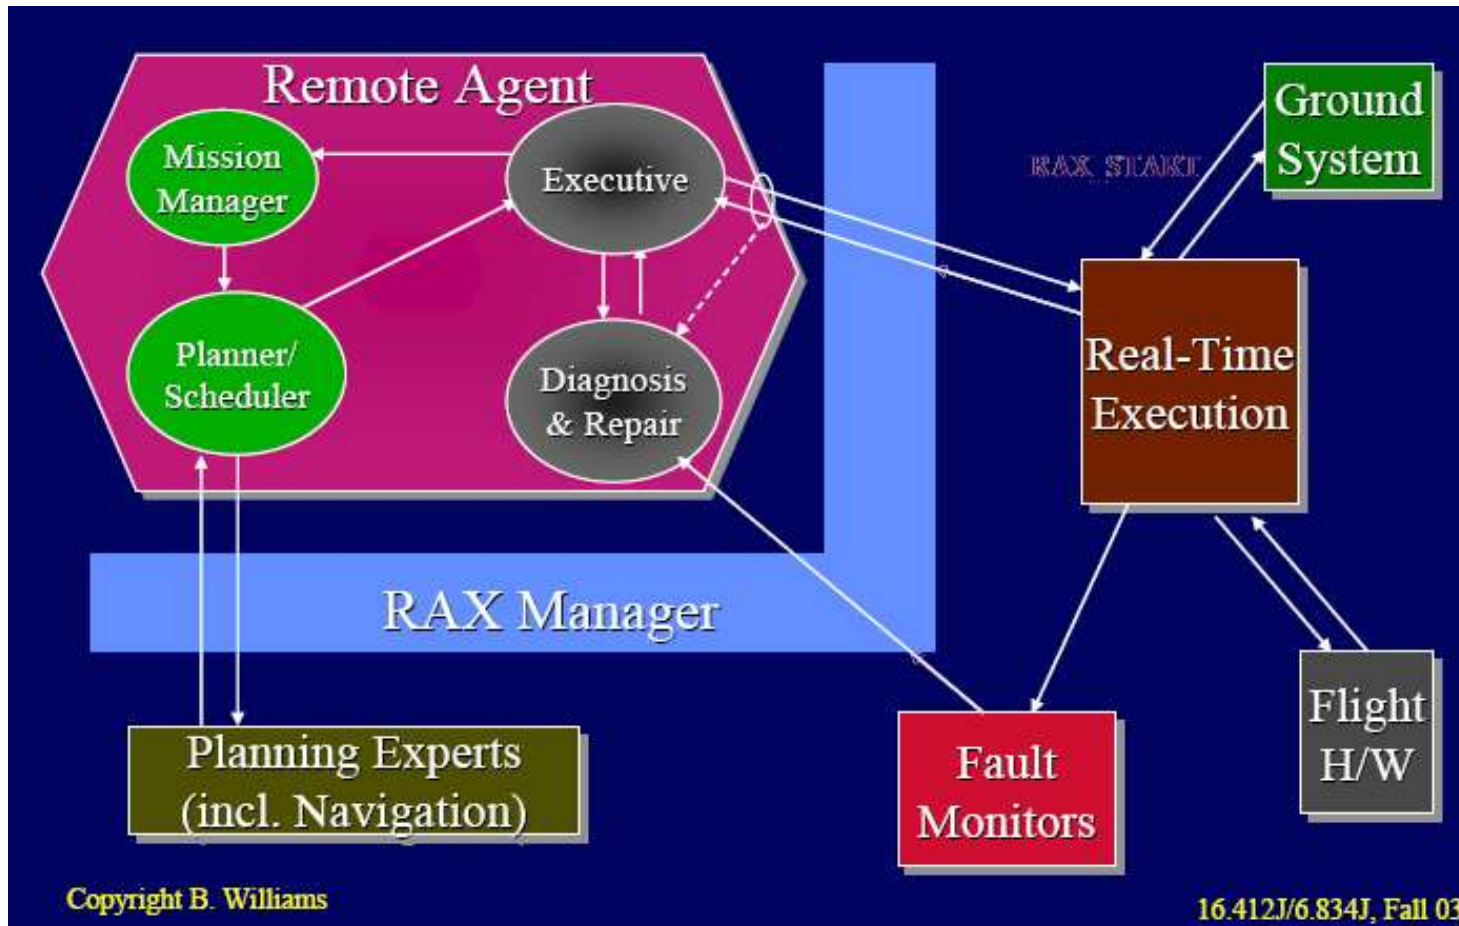 Remote Agent
Mission
Manager
Executive
Planner/
Scheduler
Diagnosis
& Repair
RAX START
Ground
System
Real-Time
Execution
RAX Manager
Planning Experts
(incl. Navigation)
Fault
Monitors
Flight
H/W
Copyright B. Williams
16.412J/6.834J, Fall 03